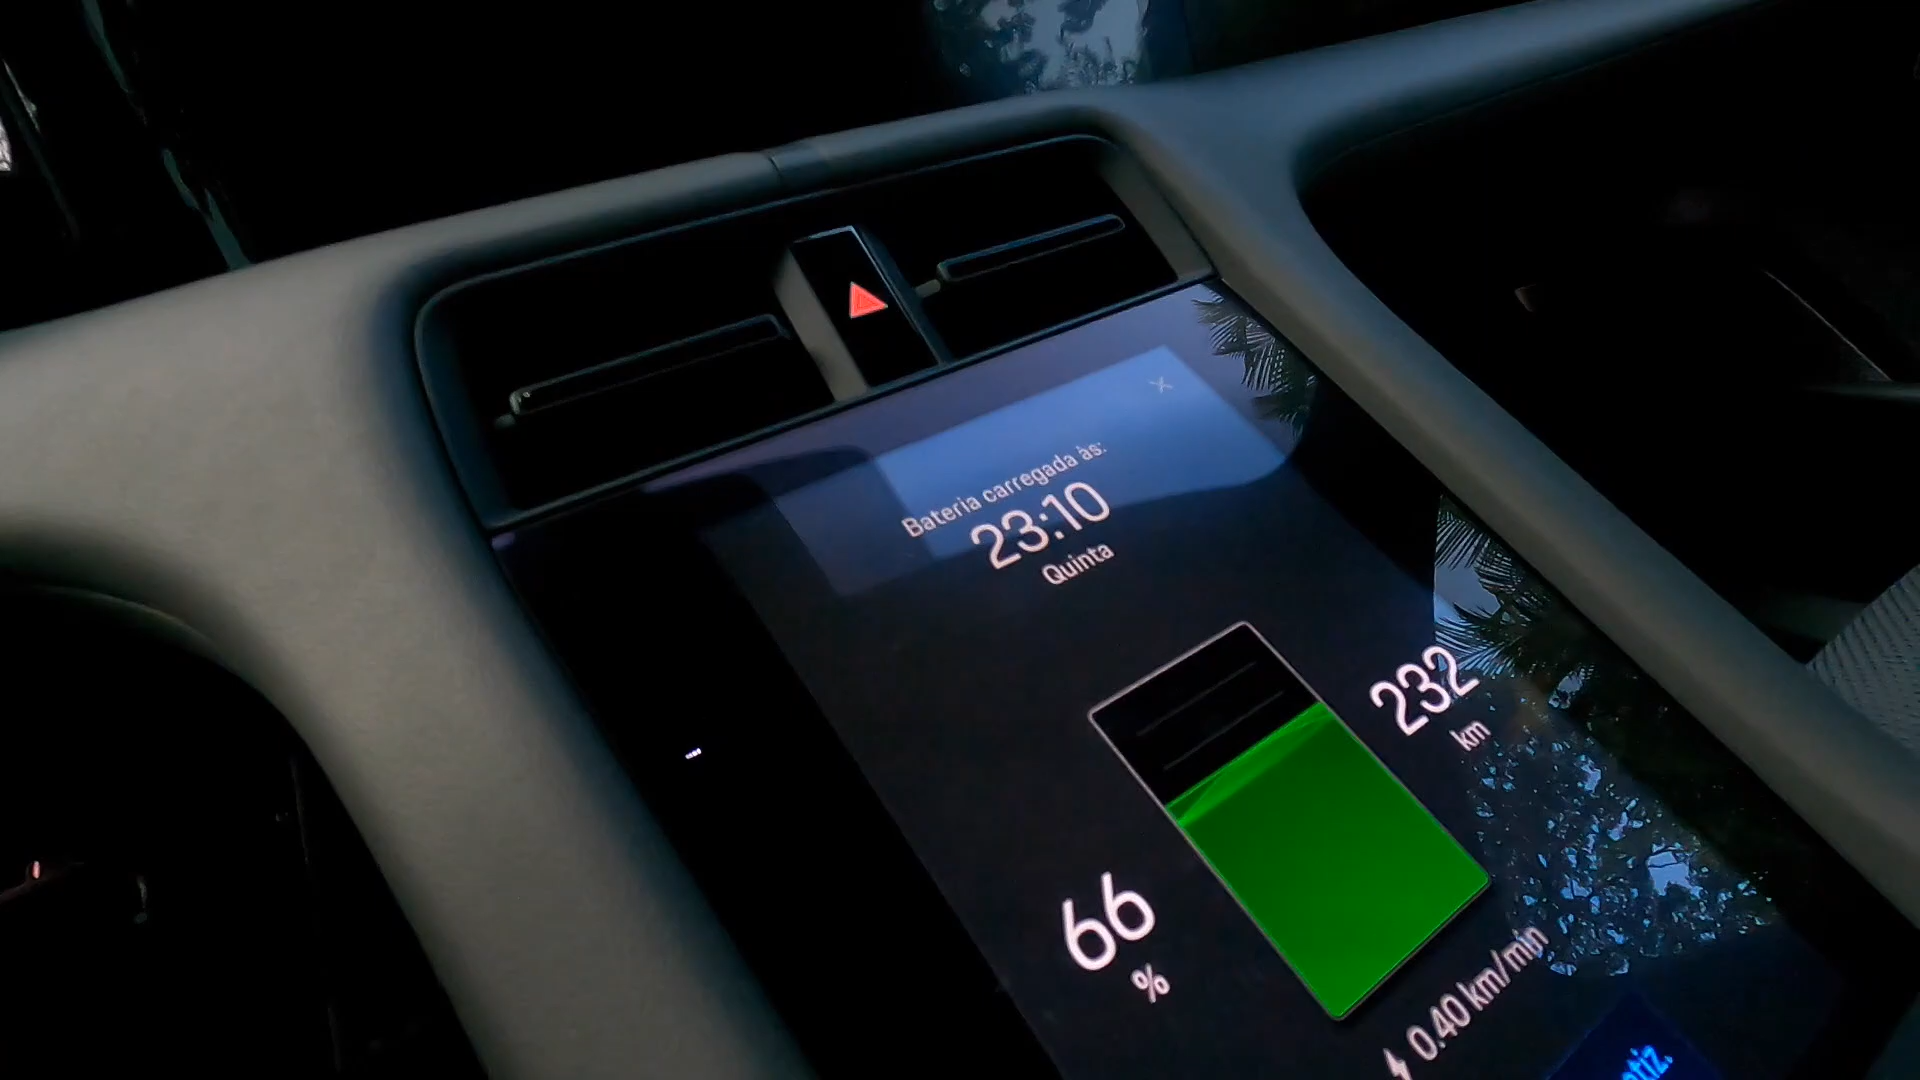 Bateria carregada às:
23:10
Quinta
232
km
66
%
0.40 km/min